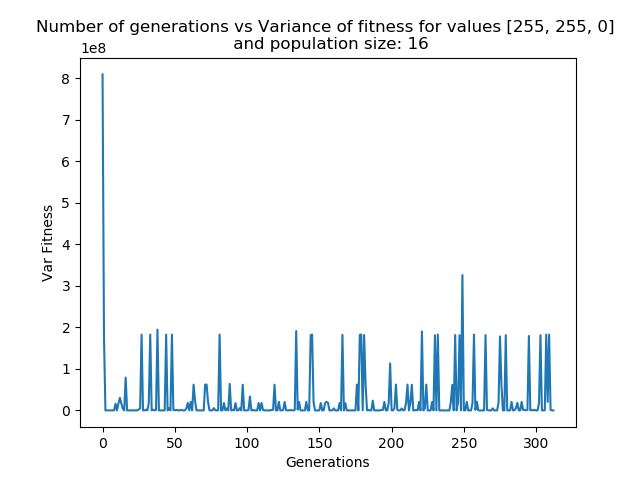 Number of generations vs Variance of fitness for values [255, 255, 0]
and population size: 16
1e8
8
7
6
5
4
3
2
1
0
Var Fitness
0 50 100 150 200 250 300
Generations